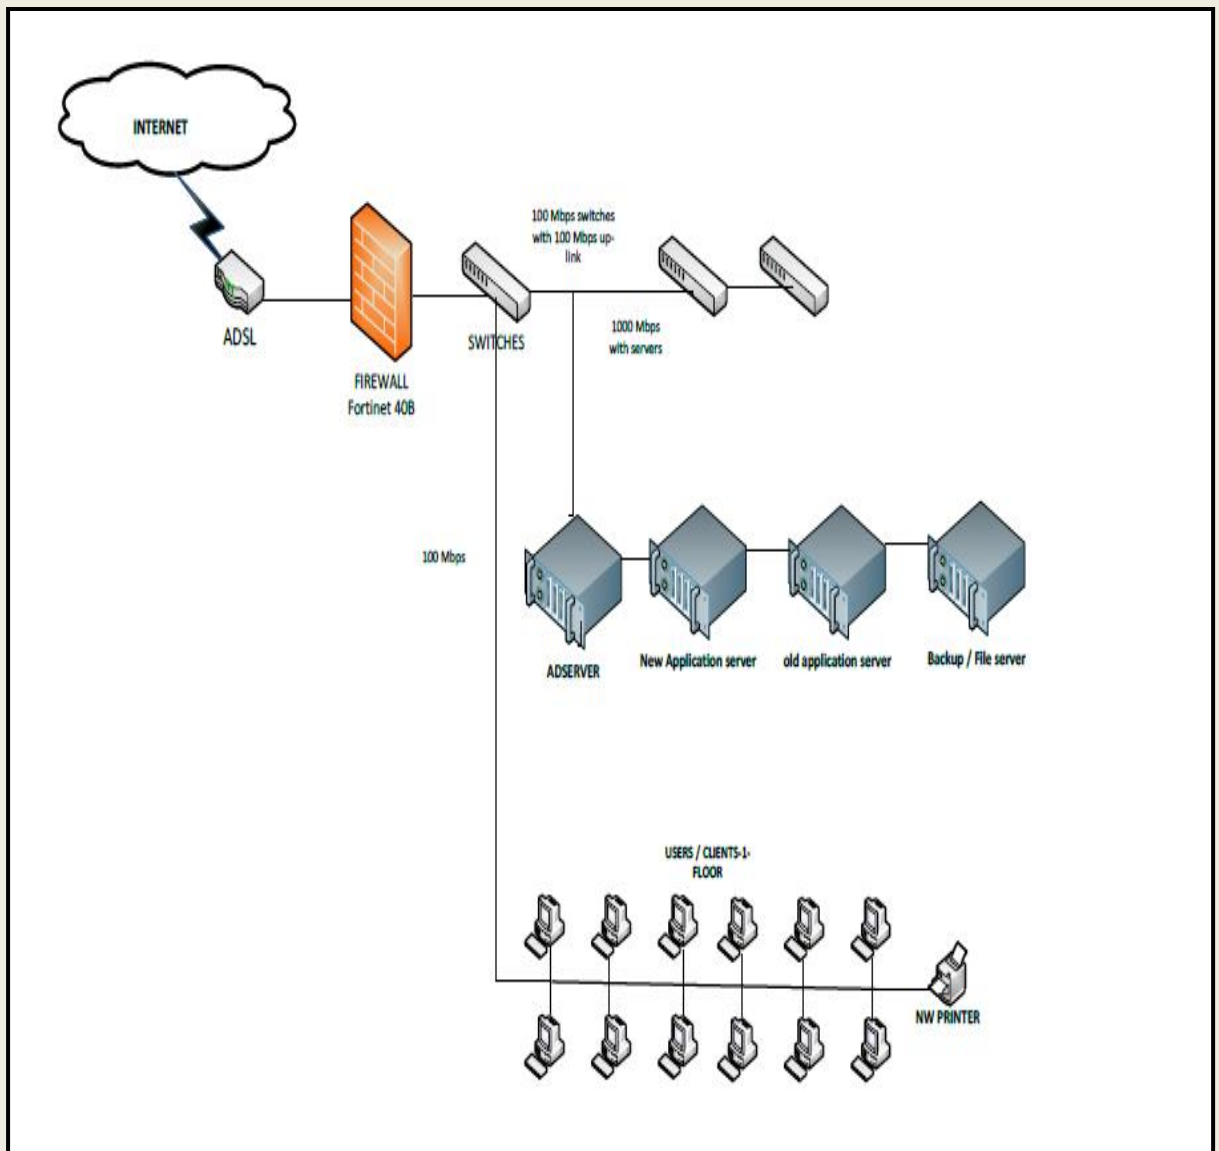 INTERNET
100 Mbps switches
with 100 Mbps up-
link
1000 Mbps
with servers
ADSL
SWITCHES
FIREWALL
Fortinet 40B
100 Mbps
ADSERVER
New Application server
old application server
Backup / File server
USERS / CLIENTS-1-
FLOOR
NW PRINTER